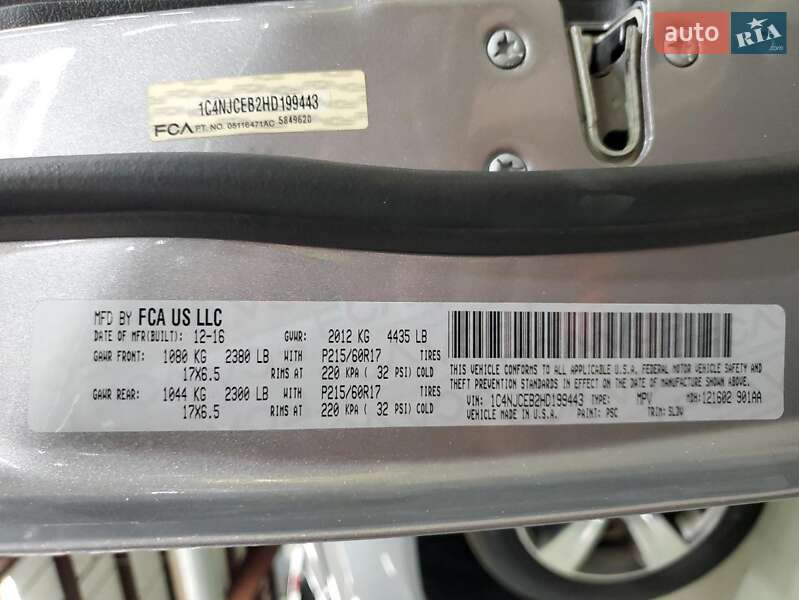 auto RIA.com
1C4NJCEB2HD199443
FCA P.T. NO. 05116471AC 5849620
MFD BY FCA US LLC
DATE OF MFR(BUILT): 12-16 GVWR: 2012 KG 4435 LB
GAWR FRONT: 1080 KG 2380 LB WITH P215/60R17 TIRES
17X6.5 RIMS AT 220 KPA ( 32 PSI) COLD
GAWR REAR: 1044 KG 2300 LB WITH P215/60R17 TIRES
17X6.5 RIMS AT 220 KPA ( 32 PSI) COLD
THIS VEHICLE CONFORMS TO ALL APPLICABLE U.S.A. FEDERAL MOTOR VEHICLE SAFETY AND
THEFT PREVENTION STANDARDS IN EFFECT ON THE DATE OF MANUFACTURE SHOWN ABOVE.
VIN: 1C4NJCEB2HD199443 TYPE: MPV MDH: 121602 901AA
VEHICLE MADE IN U.S.A. PAINT: PSC TRIM: SLDV